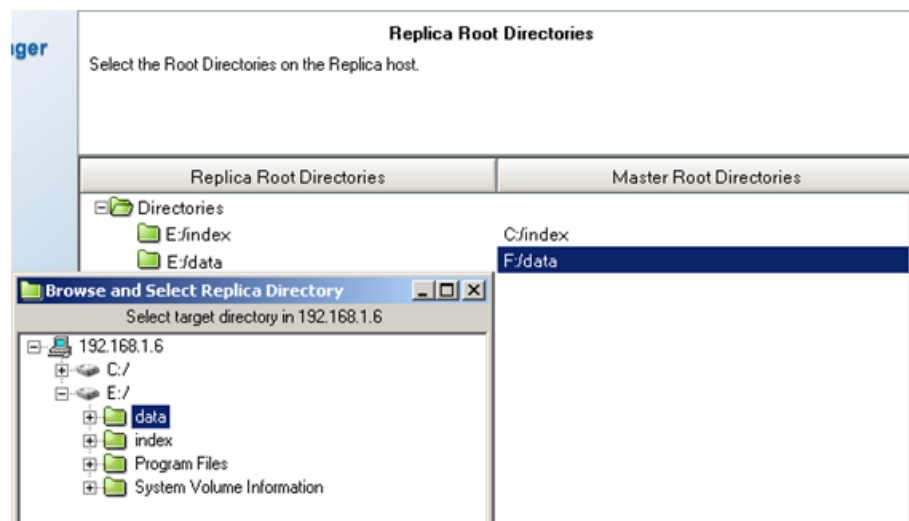 Replica Root Directories
Select the Root Directories on the Replica host.
Replica Root Directories Master Root Directories
Directories
E:/index C:/index
E:/data F:/data
Browse and Select Replica Directory
Select target directory in 192.168.1.6
192.168.1.6
C:/
E:/
data
index
Program Files
System Volume Information